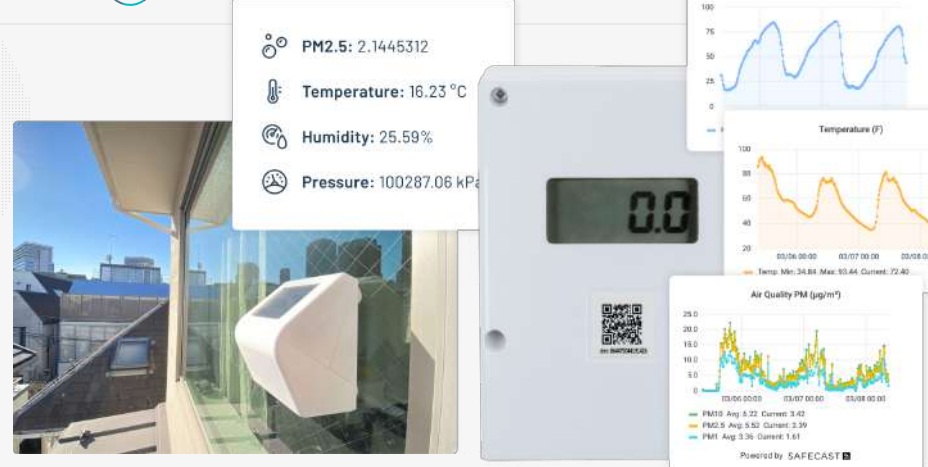 PM2.5: 2.1445312
Temperature: 16.23 °C
Humidity: 25.59%
Pressure: 100287.06 kPa
0.0
100
75
50
25
0
Temperature (F)
100
80
60
40
20
03/06 00:00 03/07 00:00
Temp Min: 34.84 Max: 93.44 Current: 72.40
Air Quality PM (µg/m³)
25.0
20.0
15.0
10.0
5.0
0
03/06 00:00 03/07 00:00 03/08 00:00
PM10 Avg: 6.22 Current: 3.42
PM2.5 Avg: 5.52 Current: 3.39
PM1 Avg: 3.36 Current: 1.61
Powered by SAFECAST